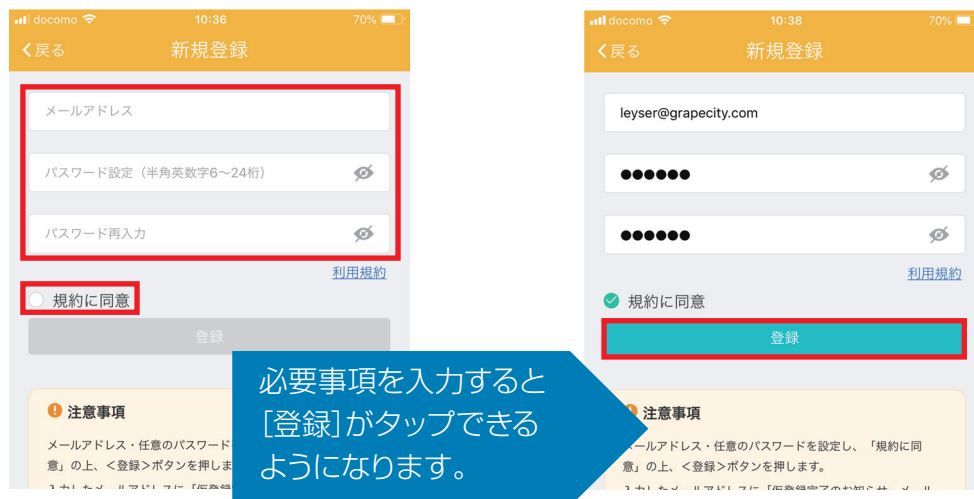 docomo 10:36 70%
戻る 新規登録
メールアドレス
パスワード設定（半角英数字6～24桁）
パスワード再入力
利用規約
規約に同意
登録
注意事項
メールアドレス・任意のパスワード
意」の上、<登録>ボタンを押しま
docomo 10:38 70%
戻る 新規登録
leyser@grapecity.com
●●●●●●
●●●●●●
利用規約
規約に同意
登録
注意事項
ールアドレス・任意のパスワードを設定し、「規約に同
意」の上、<登録>ボタンを押します。
必要事項を入力すると
［登録］がタップできる
ようになります。